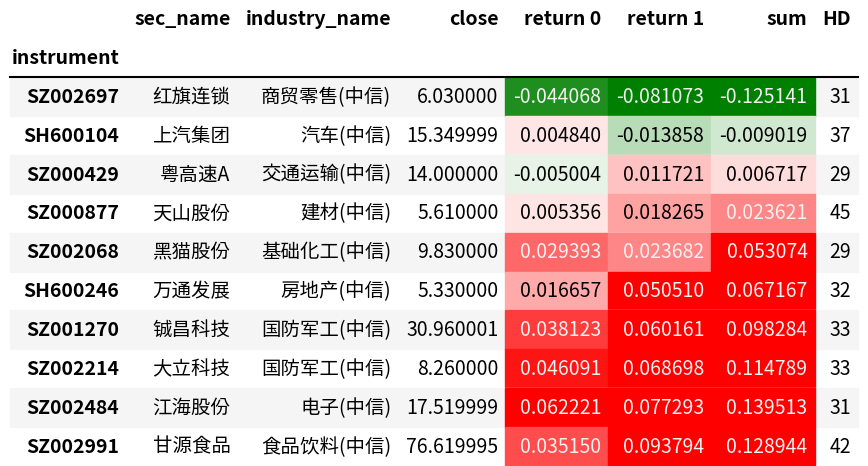 sec_name industry_name close return 0 return 1 sum HD
instrument
SZ002697 红旗连锁 商贸零售(中信) 6.030000 -0.044068 -0.081073 -0.125141 31
SH600104 上汽集团 汽车(中信) 15.349999 0.004840 -0.013858 -0.009019 37
SZ000429 粤高速A 交通运输(中信) 14.000000 -0.005004 0.011721 0.006717 29
SZ000877 天山股份 建材(中信) 5.610000 0.005356 0.018265 0.023621 45
SZ002068 黑猫股份 基础化工(中信) 9.830000 0.029393 0.023682 0.053074 29
SH600246 万通发展 房地产(中信) 5.330000 0.016657 0.050510 0.067167 32
SZ001270 铖昌科技 国防军工(中信) 30.960001 0.038123 0.060161 0.098284 33
SZ002214 大立科技 国防军工(中信) 8.260000 0.046091 0.068698 0.114789 33
SZ002484 江海股份 电子(中信) 17.519999 0.062221 0.077293 0.139513 31
SZ002991 甘源食品 食品饮料(中信) 76.619995 0.035150 0.093794 0.128944 42